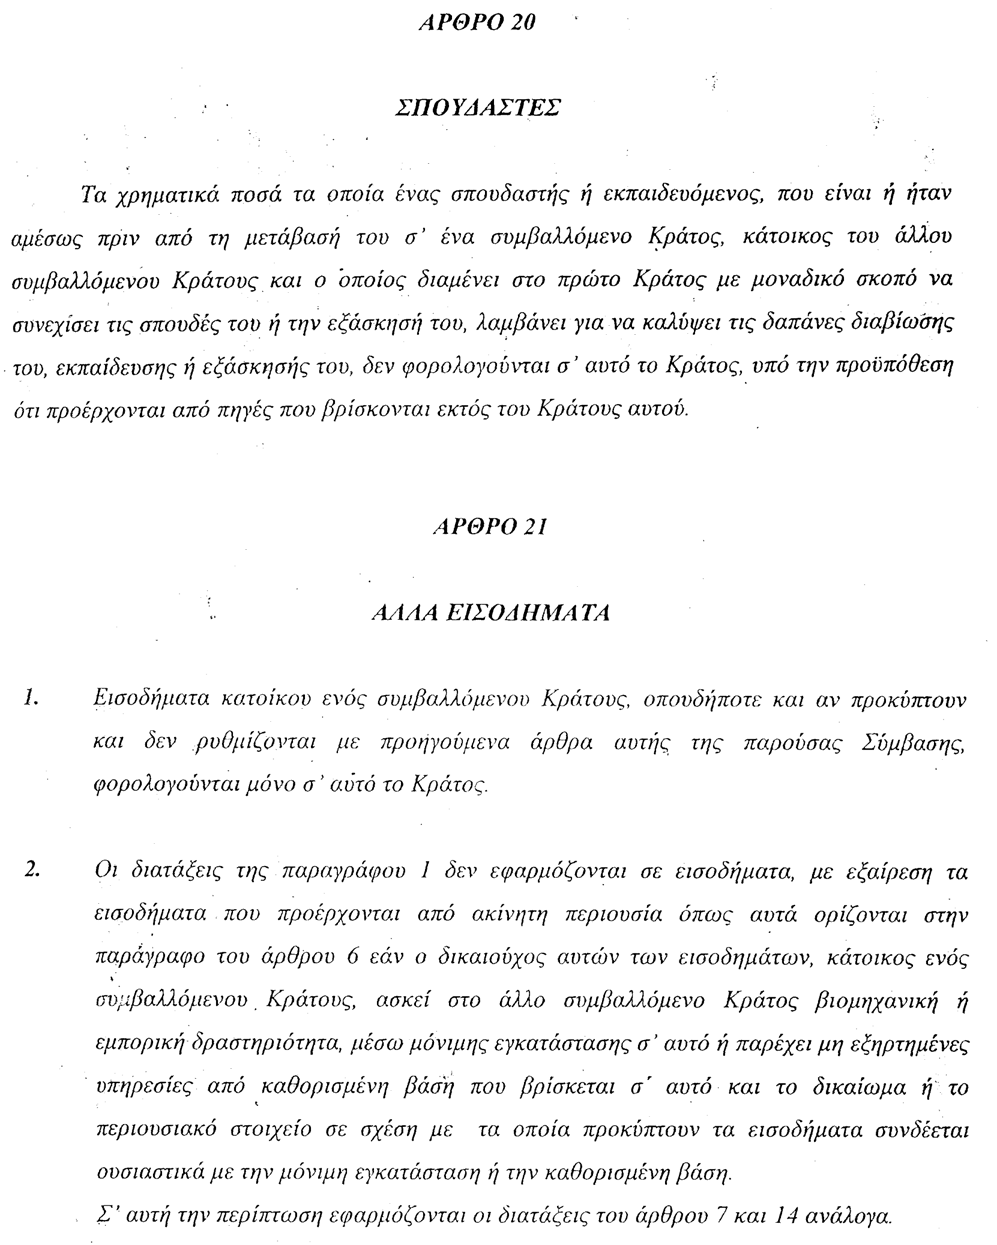 ΑΡΘΡΟ 20
ΣΠΟΥΔΑΣΤΕΣ
Τα χρηματικά ποσά τα οποία ένας σπουδαστής ή εκπαιδευόμενος, που είναι ή ήταν
αμέσως πριν από τη μετάβασή του σ' ένα συμβαλλόμενο Κράτος, κάτοικος του άλλου
συμβαλλόμενου Κράτους και ο οποίος διαμένει στο πρώτο Κράτος με μοναδικό σκοπό να
συνεχίσει τις σπουδές του ή την εξάσκησή του, λαμβάνει για να καλύψει τις δαπάνες διαβίωσης
του, εκπαίδευσης ή εξάσκησής του, δεν φορολογούνται σ' αυτό το Κράτος, υπό την προϋπόθεση
ότι προέρχονται από πηγές που βρίσκονται εκτός του Κράτους αυτού.
ΑΡΘΡΟ 21
ΑΛΛΑ ΕΙΣΟΔΗΜΑΤΑ
1. Εισοδήματα κατοίκου ενός συμβαλλόμενου Κράτους, οπουδήποτε και αν προκύπτουν
και δεν ρυθμίζονται με προηγούμενα άρθρα αυτής της παρούσας Σύμβασης,
φορολογούνται μόνο σ' αυτό το Κράτος.
2. Οι διατάξεις της παραγράφου 1 δεν εφαρμόζονται σε εισοδήματα, με εξαίρεση τα
εισοδήματα που προέρχονται από ακίνητη περιουσία όπως αυτά ορίζονται στην
παράγραφο του άρθρου 6 εάν ο δικαιούχος αυτών των εισοδημάτων, κάτοικος ενός
συμβαλλόμενου Κράτους, ασκεί στο άλλο συμβαλλόμενο Κράτος βιομηχανική ή
εμπορική δραστηριότητα, μέσω μόνιμης εγκατάστασης σ' αυτό ή παρέχει μη εξηρτημένες
υπηρεσίες από καθορισμένη βάση που βρίσκεται σ' αυτό και το δικαίωμα ή το
περιουσιακό στοιχείο σε σχέση με τα οποία προκύπτουν τα εισοδήματα συνδέεται
ουσιαστικά με την μόνιμη εγκατάσταση ή την καθορισμένη βάση.
Σ' αυτή την περίπτωση εφαρμόζονται οι διατάξεις του άρθρου 7 και 14 ανάλογα.